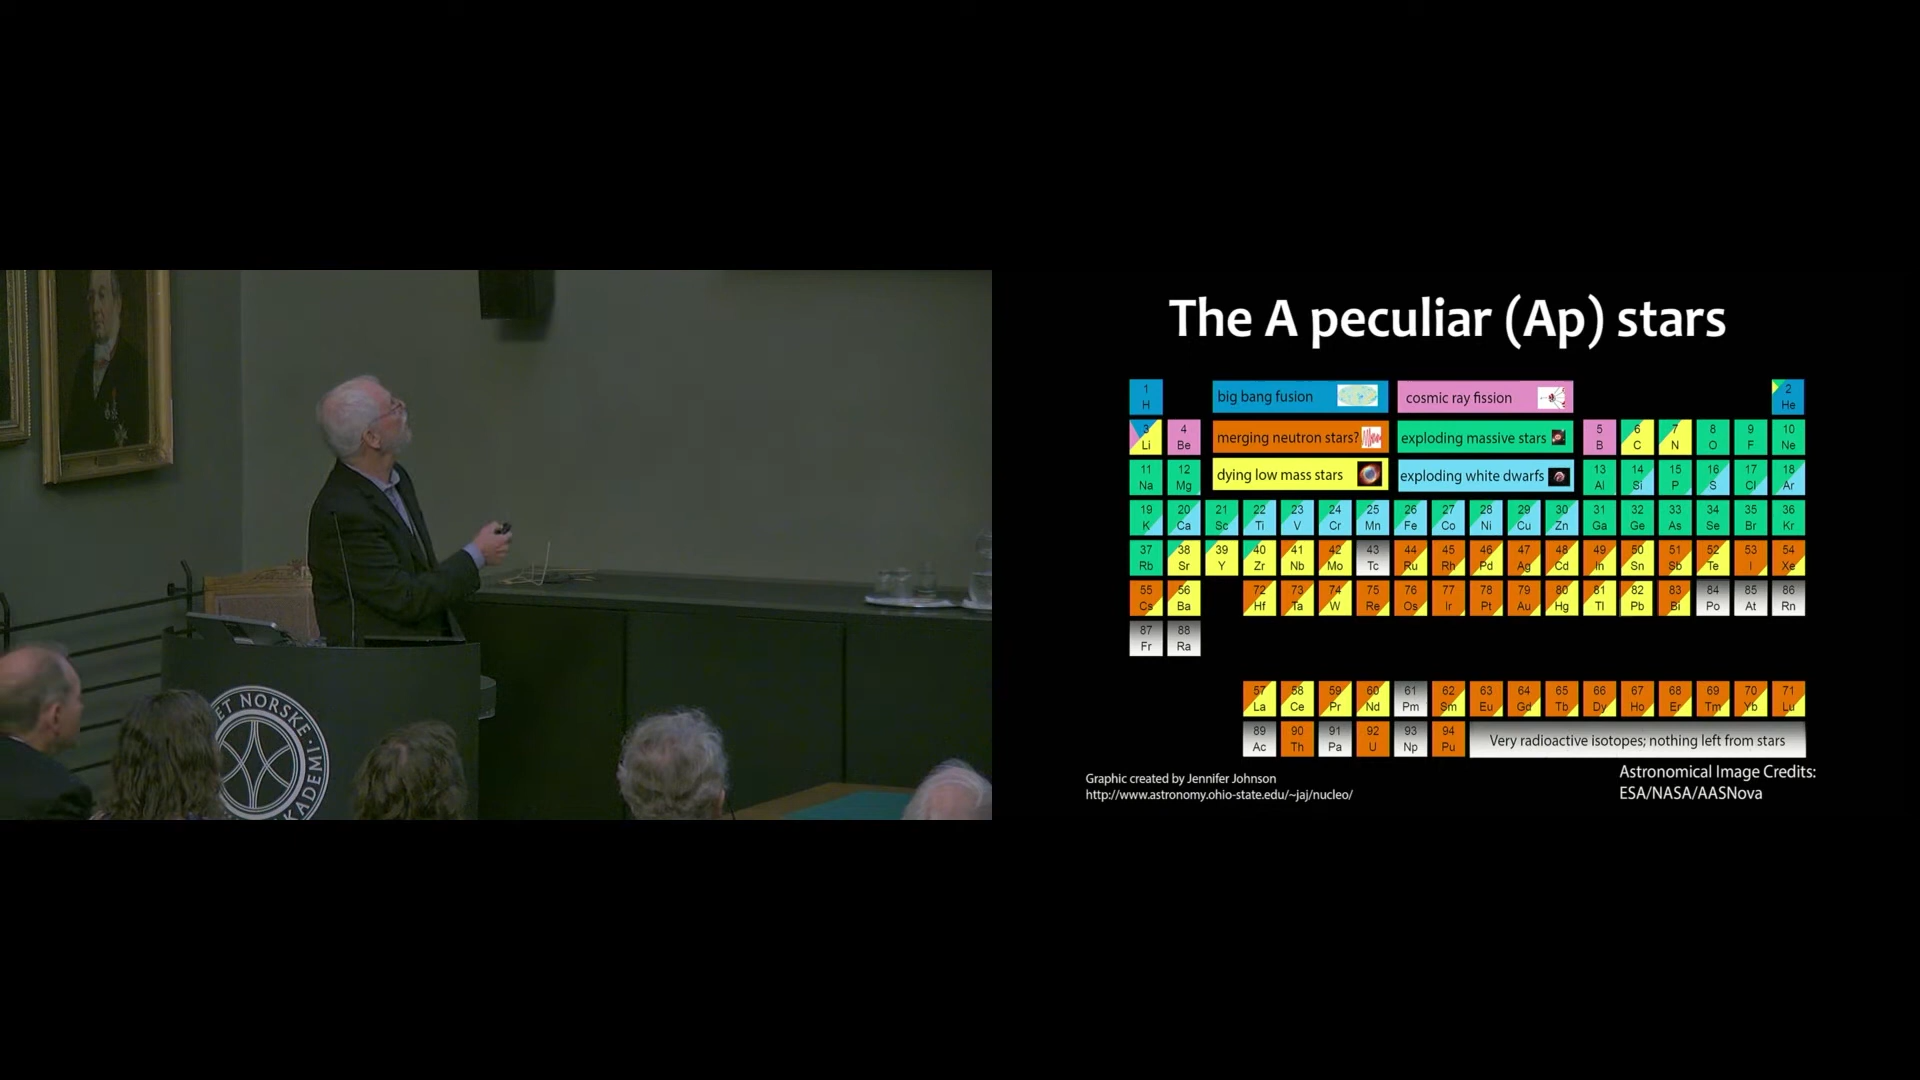 The A peculiar (Ap) stars
1 H
big bang fusion
cosmic ray fission
2 He
3 Li
4 Be
merging neutron stars?
exploding massive stars
5 B
6 C
7 N
8 O
9 F
10 Ne
11 Na
12 Mg
dying low mass stars
exploding white dwarfs
13 Al
14 Si
15 P
16 S
17 Cl
18 Ar
19 K
20 Ca
21 Sc
22 Ti
23 V
24 Cr
25 Mn
26 Fe
27 Co
28 Ni
29 Cu
30 Zn
31 Ga
32 Ge
33 As
34 Se
35 Br
36 Kr
37 Rb
38 Sr
39 Y
40 Zr
41 Nb
42 Mo
43 Tc
44 Ru
45 Rh
46 Pd
47 Ag
48 Cd
49 In
50 Sn
51 Sb
52 Te
53 I
54 Xe
55 Cs
56 Ba
72 Hf
73 Ta
74 W
75 Re
76 Os
77 Ir
78 Pt
79 Au
80 Hg
81 Tl
82 Pb
83 Bi
84 Po
85 At
86 Rn
87 Fr
88 Ra
57 La
58 Ce
59 Pr
60 Nd
61 Pm
62 Sm
63 Eu
64 Gd
65 Tb
66 Dy
67 Ho
68 Er
69 Tm
70 Yb
71 Lu
89 Ac
90 Th
91 Pa
92 U
93 Np
94 Pu
Very radioactive isotopes; nothing left from stars
Graphic created by Jennifer Johnson
http://www.astronomy.ohio-state.edu/~jaj/nucleo/
Astronomical Image Credits:
ESA/NASA/AASNova
ET NORSKE